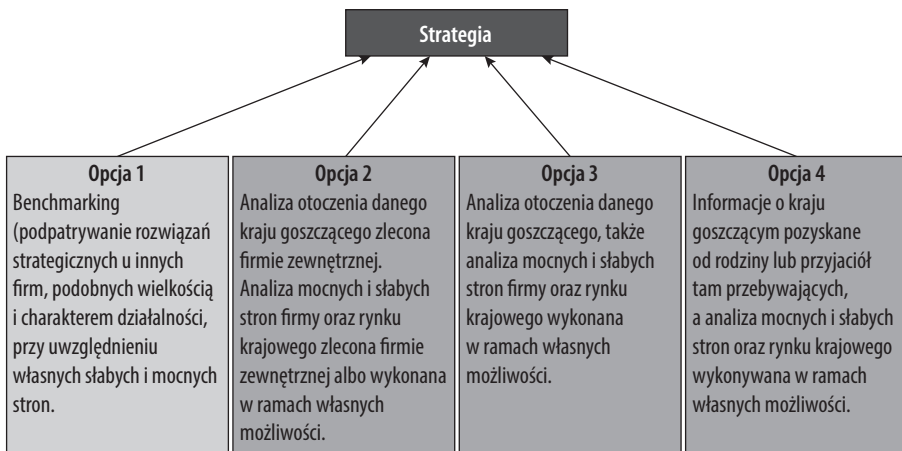 Strategia
Opcja 1
Benchmarking
(podpatrywanie rozwiązań
strategicznych u innych
firm, podobnych wielkością
i charakterem działalności,
przy uwzględnieniu
własnych słabych i mocnych
stron.
Opcja 2
Analiza otoczenia danego
kraju goszczącego zlecona
firmie zewnętrznej.
Analiza mocnych i słabych
stron firmy oraz rynku
krajowego zlecona firmie
zewnętrznej albo wykonana
w ramach własnych
możliwości.
Opcja 3
Analiza otoczenia danego
kraju goszczącego, także
analiza mocnych i słabych
stron firmy oraz rynku
krajowego wykonana
w ramach własnych
możliwości.
Opcja 4
Informacje o kraju
goszczącym pozyskane
od rodziny lub przyjaciół
tam przebywających,
a analiza mocnych i słabych
stron oraz rynku krajowego
wykonywana w ramach
własnych możliwości.